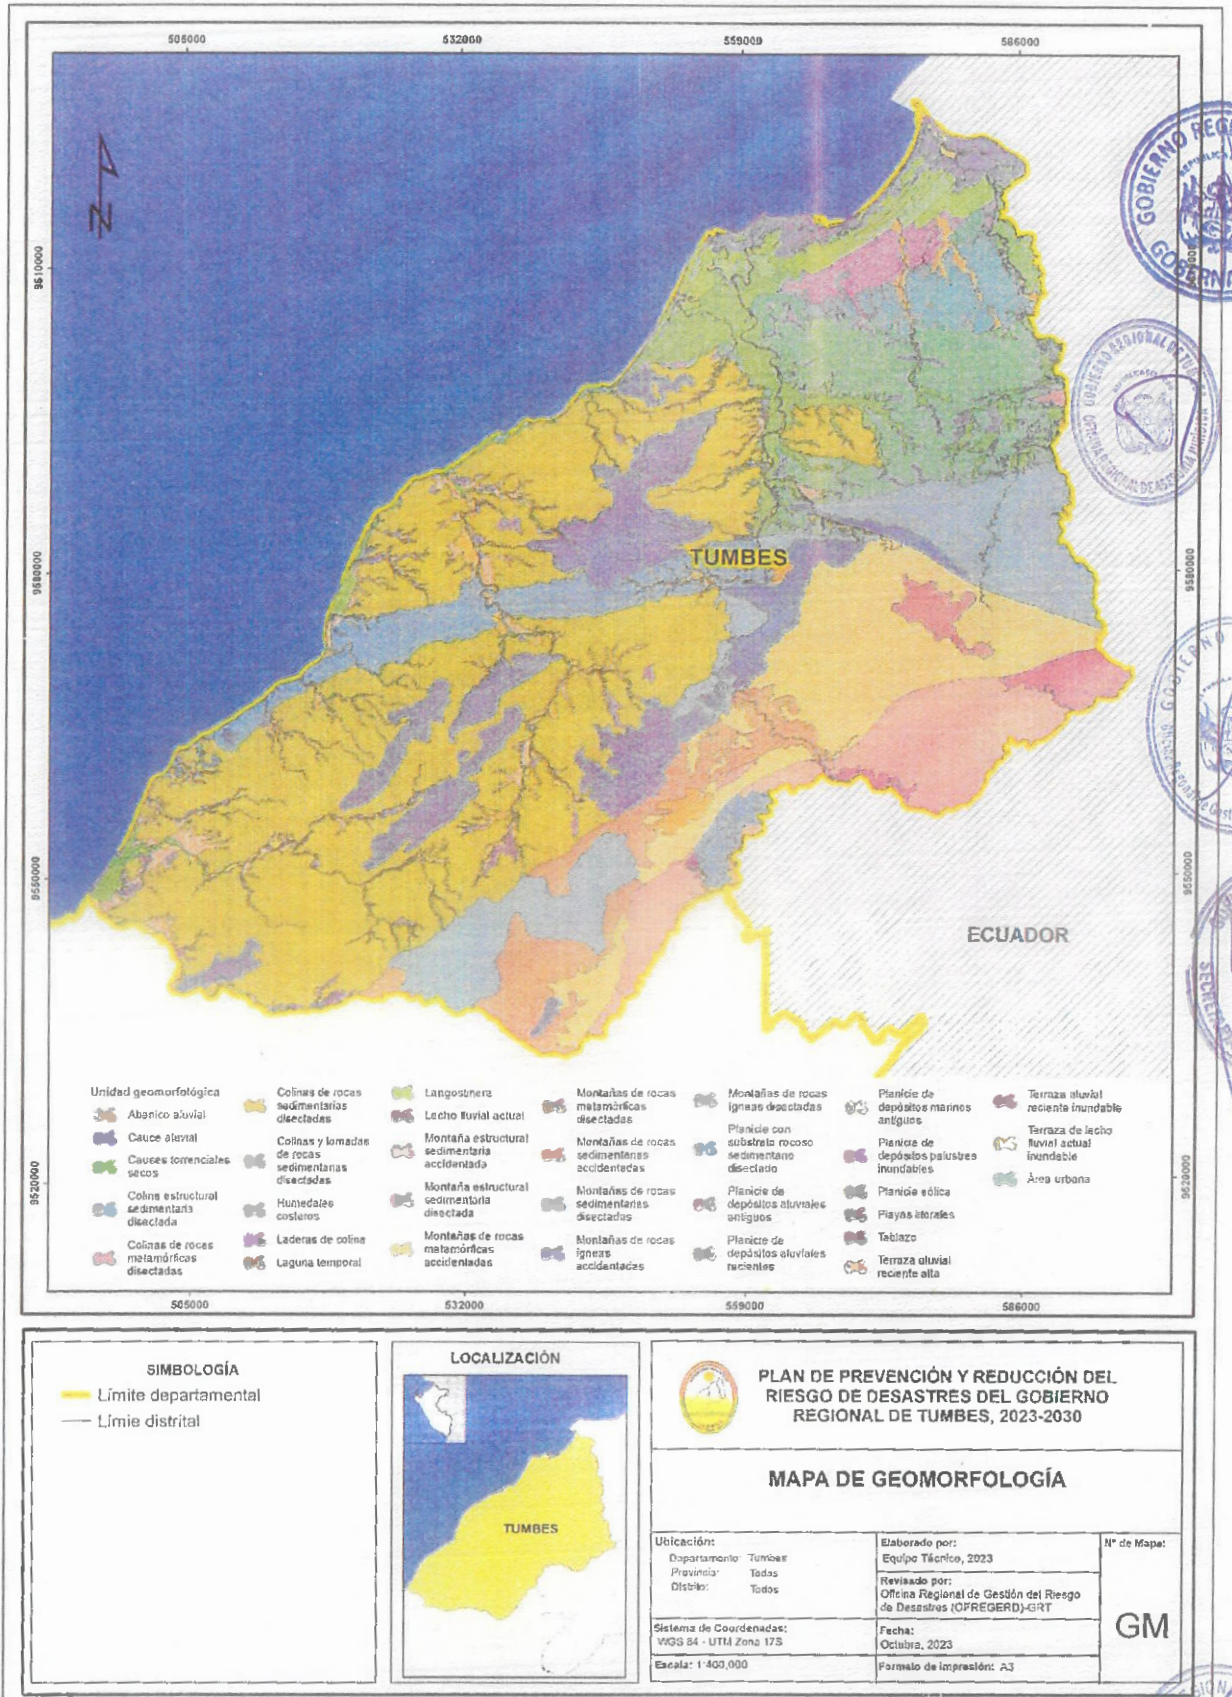 505000 532000 559000 586000
9610000
9580000 9580000
9550000 9550000
9520000 9520000
TUMBES
ECUADOR
Unidad geomorfológica
Abanico aluvial
Cauce aluvial
Causes torrenciales
secos
Colina estructural
sedimentaria
disectada
Colinas de rocas
metamórficas
disectadas
Colinas de rocas
sedimentarias
disectadas
Colinas y lomadas
de rocas
sedimentarias
disectadas
Humedales
costeros
Laderas de colina
Laguna temporal
Langostinera
Lecho fluvial actual
Montaña estructural
sedimentaria
accidentada
Montaña estructural
sedimentaria
disectada
Montañas de rocas
metamórficas
accidentadas
Montañas de rocas
metamórficas
disectadas
Montañas de rocas
sedimentarias
accidentadas
Montañas de rocas
sedimentarias
disectadas
Montañas de rocas
ígneas
accidentadas
Montañas de rocas
ígneas disectadas
Planicie con
substrato rocoso
sedimentario
disectado
Planicie de
depósitos aluviales
antiguos
Planicie de
depósitos aluviales
recientes
Planicie de
depósitos marinos
antiguos
Planicie de
depósitos palustres
inundables
Planicie eólica
Playas litorales
Tablazo
Terraza aluvial
reciente alta
Terraza aluvial
reciente inundable
Terraza de lecho
fluvial actual
inundable
Área urbana
505000 532000 559000 586000
SIMBOLOGÍA
Límite departamental
Límie distrital
LOCALIZACIÓN
TUMBES
PLAN DE PREVENCIÓN Y REDUCCIÓN DEL
RIESGO DE DESASTRES DEL GOBIERNO
REGIONAL DE TUMBES, 2023-2030
MAPA DE GEOMORFOLOGÍA
Ubicación:
Departamento: Tumbes
Provincia: Todas
Distrito: Todos
Sistema de Coordenadas:
WGS 84 - UTM Zona 17S
Escala: 1:400,000
Elaborado por:
Equipo Técnico, 2023
Revisado por:
Oficina Regional de Gestión del Riesgo
de Desastres (OFREGERD)-GRT
Fecha:
Octubre, 2023
Formato de impresión: A3
N° de Mapa:
GM